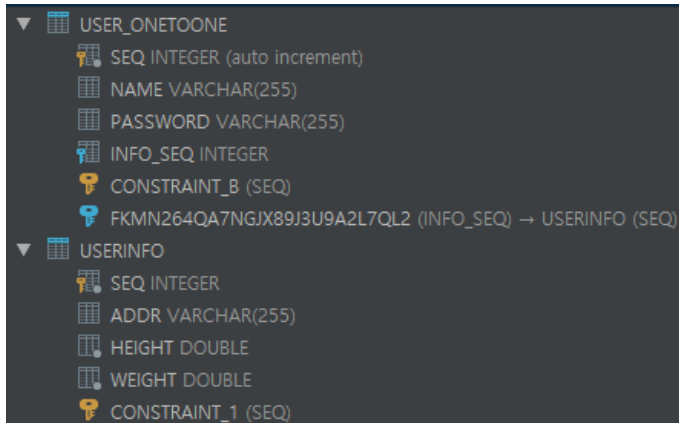 USER_ONETOONE
SEQ INTEGER (auto increment)
NAME VARCHAR(255)
PASSWORD VARCHAR(255)
INFO_SEQ INTEGER
CONSTRAINT_B (SEQ)
FKMN264QA7NGJX89J3U9A2L7QL2 (INFO_SEQ) → USERINFO (SEQ)
USERINFO
SEQ INTEGER
ADDR VARCHAR(255)
HEIGHT DOUBLE
WEIGHT DOUBLE
CONSTRAINT_1 (SEQ)